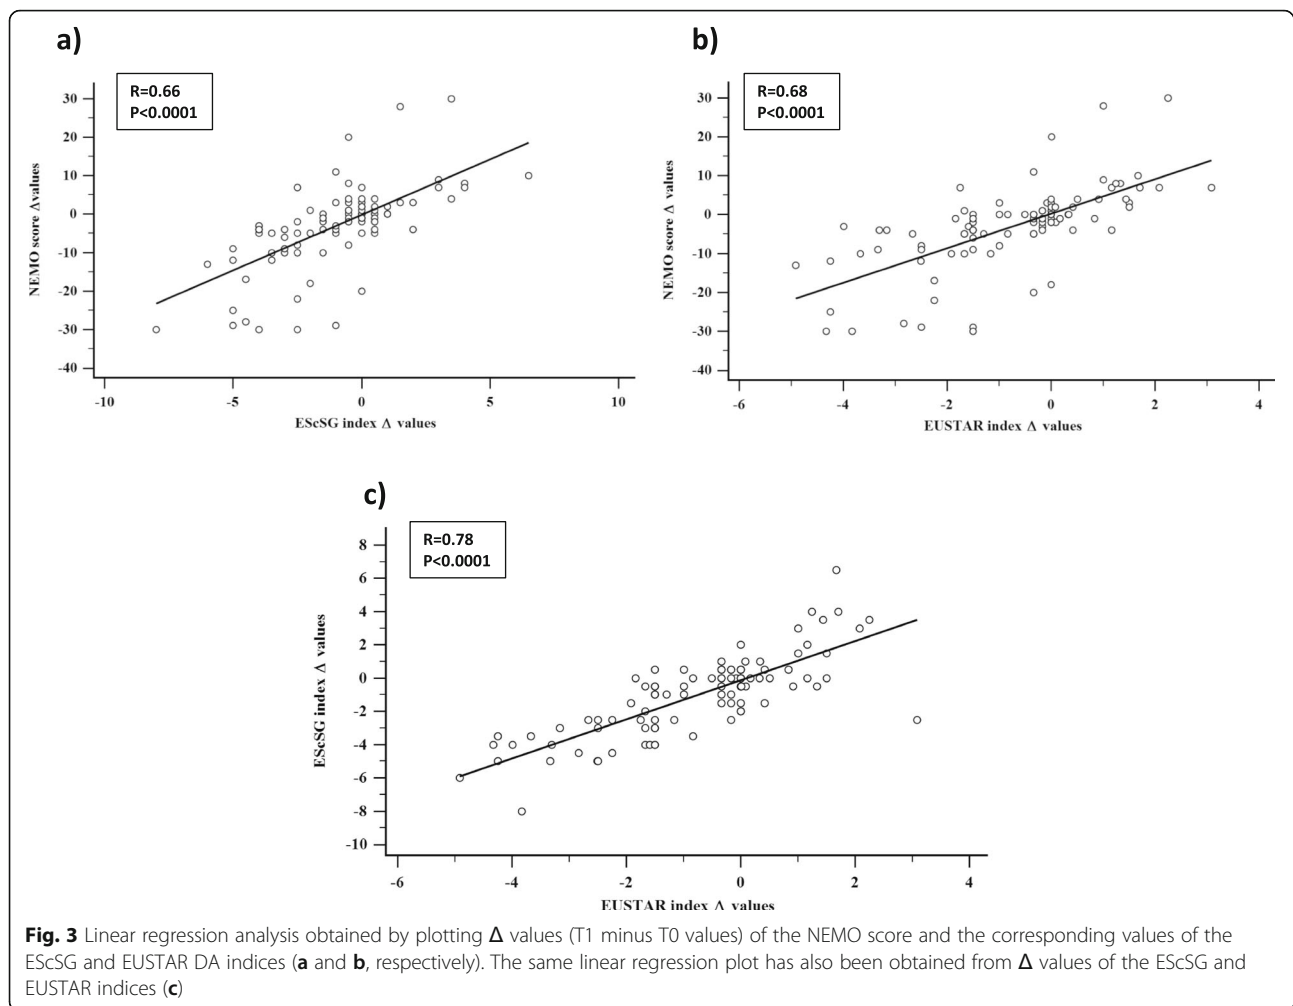 a)
R=0.66
P<0.0001
30
20
10
0
-10
-20
-30
-40
NEMO score Δvalues
-10
-5
0
5
10
EScSG index Δ values
b)
R=0.68
P<0.0001
30
20
10
0
-10
-20
-30
-40
NEMO score Δ values
-6
-4
-2
0
2
4
EUSTAR index Δ values
c)
R=0.78
P<0.0001
8
6
4
2
0
-2
-4
-6
-8
-10
EScSG index Δ values
-6
-4
-2
0
2
4
EUSTAR index Δ values
Fig. 3 Linear regression analysis obtained by plotting Δ values (T1 minus T0 values) of the NEMO score and the corresponding values of the
EScSG and EUSTAR DA indices (a and b, respectively). The same linear regression plot has also been obtained from Δ values of the EScSG and
EUSTAR indices (c)